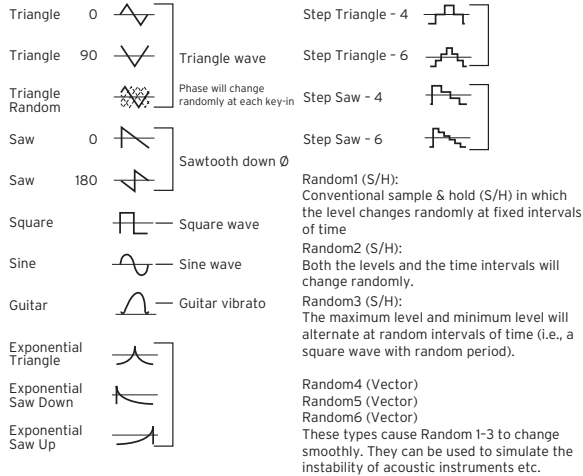 Triangle 0
Triangle 90
Triangle wave
Triangle
Random
Phase will change
randomly at each key-in
Saw 0
Sawtooth down Ø
Saw 180
Square
Square wave
Sine
Sine wave
Guitar
Guitar vibrato
Exponential
Triangle
Exponential
Saw Down
Exponential
Saw Up
Step Triangle – 4
Step Triangle – 6
Step Saw – 4
Step Saw – 6
Random1 (S/H):
Conventional sample & hold (S/H) in which
the level changes randomly at fixed intervals
of time
Random2 (S/H):
Both the levels and the time intervals will
change randomly.
Random3 (S/H):
The maximum level and minimum level will
alternate at random intervals of time (i.e., a
square wave with random period).
Random4 (Vector)
Random5 (Vector)
Random6 (Vector)
These types cause Random 1–3 to change
smoothly. They can be used to simulate the
instability of acoustic instruments etc.